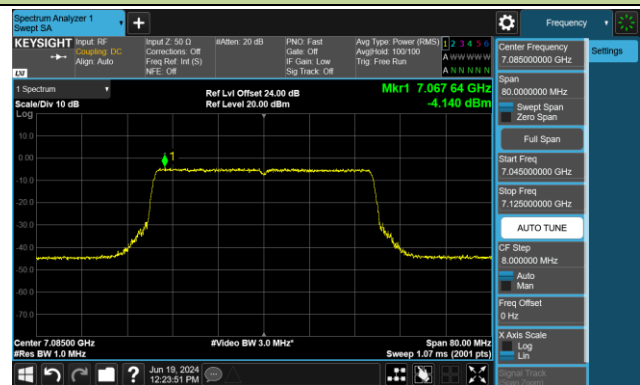 Spectrum Analyzer 1
Swept SA
Frequency
KEYSIGHT
Input: RF
Coupling: DC
Align: Auto
Input Z: 50 Ω
Corrections: Off
Freq Ref: Int (S)
NFE: Off
#Atten: 20 dB
PNO: Fast
Gate: Off
IF Gain: Low
Sig Track: Off
Avg Type: Power (RMS)
Avg|Hold: 100/100
Trig: Free Run
1 2 3 4 5 6
A W W W W W
A N N N N N
LXI
1 Spectrum
Scale/Div 10 dB
Log
Ref Lvl Offset 24.00 dB
Ref Level 20.00 dBm
Mkr1 7.067 64 GHz
-4.140 dBm
1
10.0
0.00
-10.0
-20.0
-30.0
-40.0
-50.0
-60.0
-70.0
Center 7.08500 GHz
#Res BW 1.0 MHz
#Video BW 3.0 MHz*
Span 80.00 MHz
Sweep 1.07 ms (2001 pts)
Jun 19, 2024
12:23:51 PM
Center Frequency
7.085000000 GHz
Settings
Span
80.0000000 MHz
Swept Span
Zero Span
Full Span
Start Freq
7.045000000 GHz
Stop Freq
7.125000000 GHz
AUTO TUNE
CF Step
8.000000 MHz
Auto
Man
Freq Offset
0 Hz
X Axis Scale
Log
Lin
Signal Track
(Span Zoom)